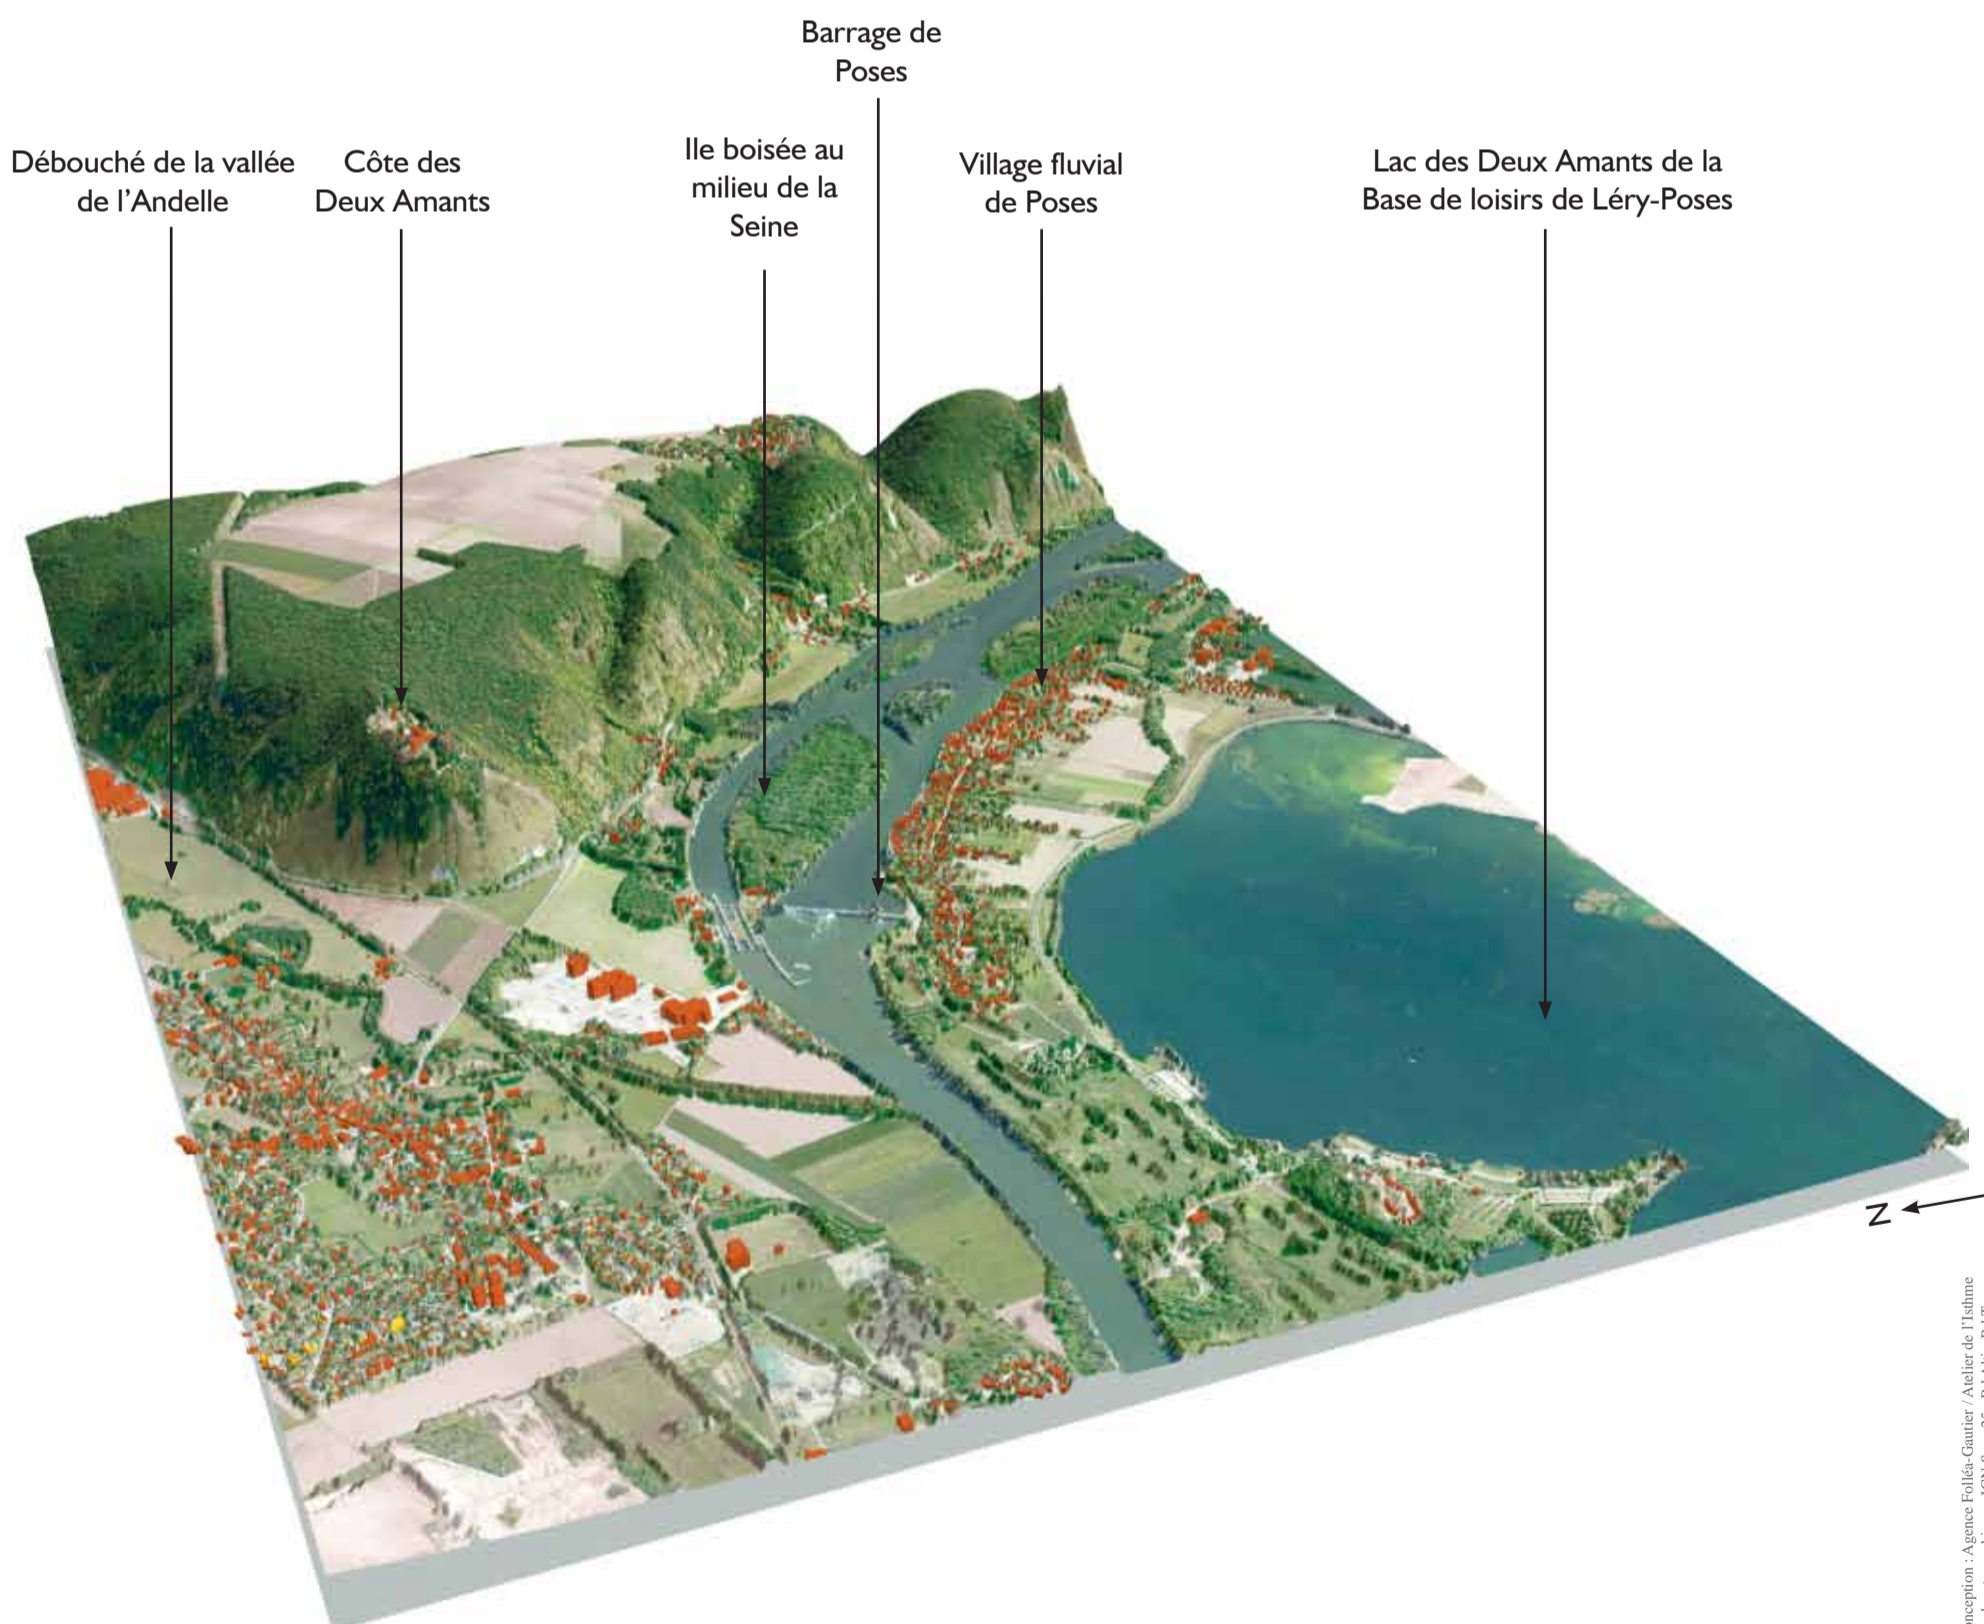 Barrage de
Poses
Débouché de la vallée
de l'Andelle
Côte des
Deux Amants
Ile boisée au
milieu de la
Seine
Village fluvial
de Poses
Lac des Deux Amants de la
Base de loisirs de Léry-Poses
N
: Agence Folléa-Gautier / Atelier de l'Isthme